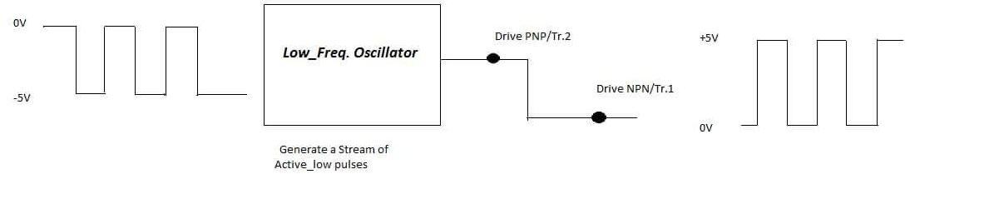 0V
-5V
Low_Freq. Oscillator
Generate a Stream of
Active_low pulses
Drive PNP/Tr.2
Drive NPN/Tr.1
+5V
0V